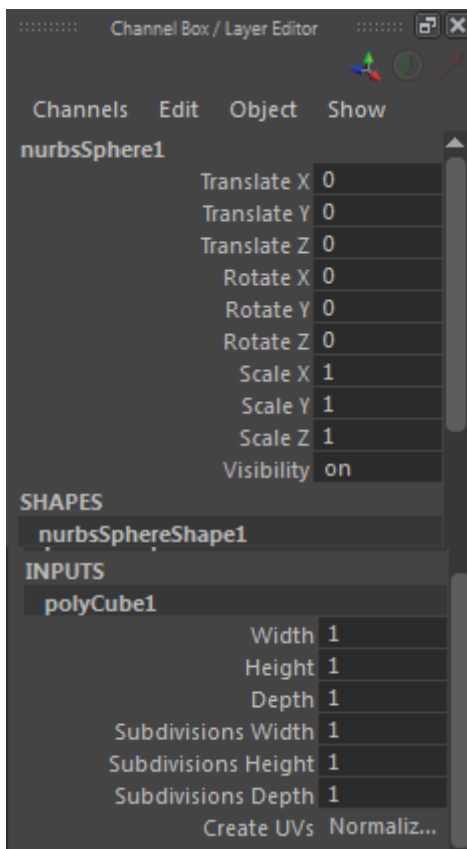 Channel Box / Layer Editor
Channels Edit Object Show
nurbsSphere1
Translate X 0
Translate Y 0
Translate Z 0
Rotate X 0
Rotate Y 0
Rotate Z 0
Scale X 1
Scale Y 1
Scale Z 1
Visibility on
SHAPES
nurbsSphereShape1
INPUTS
polyCube1
Width 1
Height 1
Depth 1
Subdivisions Width 1
Subdivisions Height 1
Subdivisions Depth 1
Create UVs Normaliz...